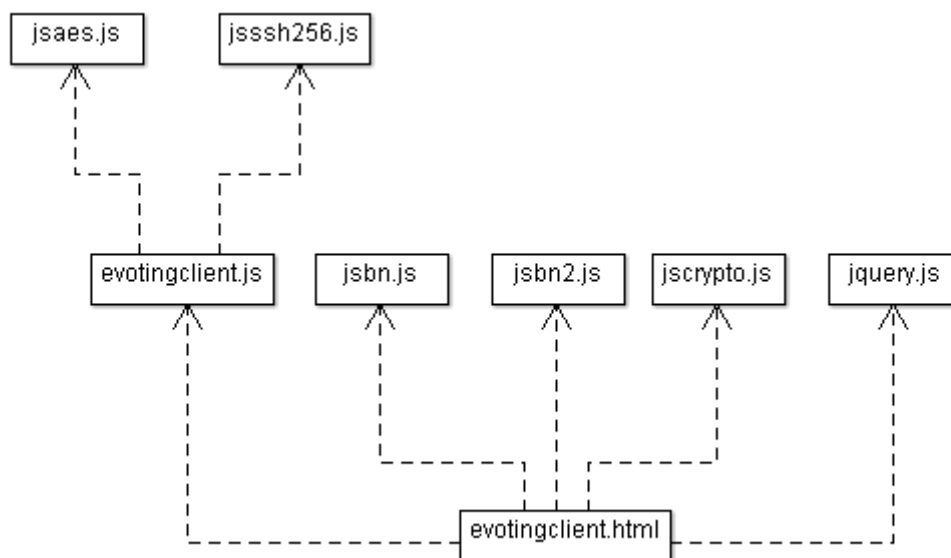 jsaes.js
jsssh256.js
evotingclient.js
jsbn.js
jsbn2.js
jscrypto.js
jquery.js
evotingclient.html